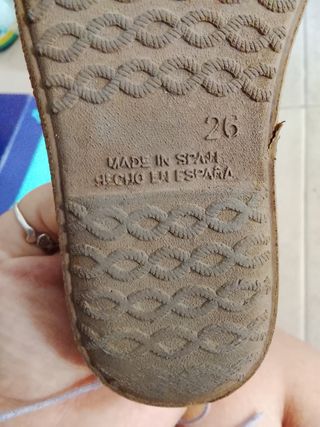 26
MADE IN SPAIN
HECHO EN ESPAÑA